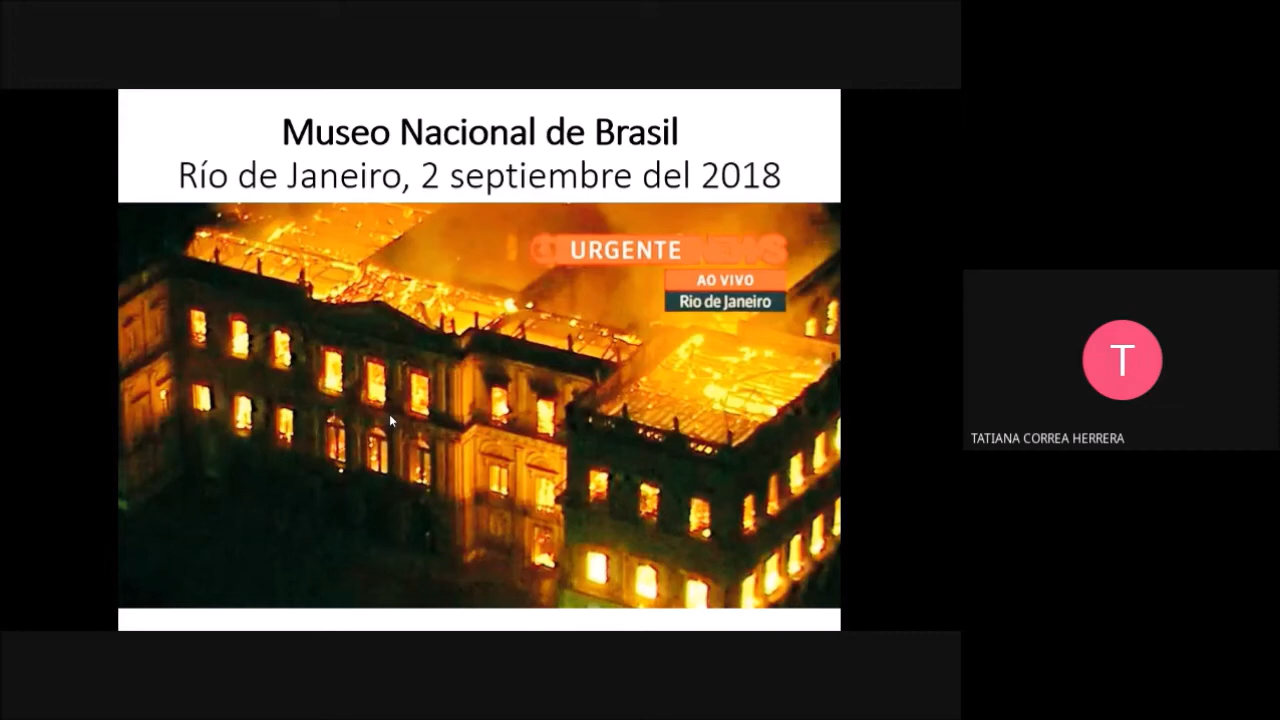 Museo Nacional de Brasil
Río de Janeiro, 2 septiembre del 2018
URGENTE NEWS
AO VIVO
Rio de Janeiro
T
TATIANA CORREA HERRERA